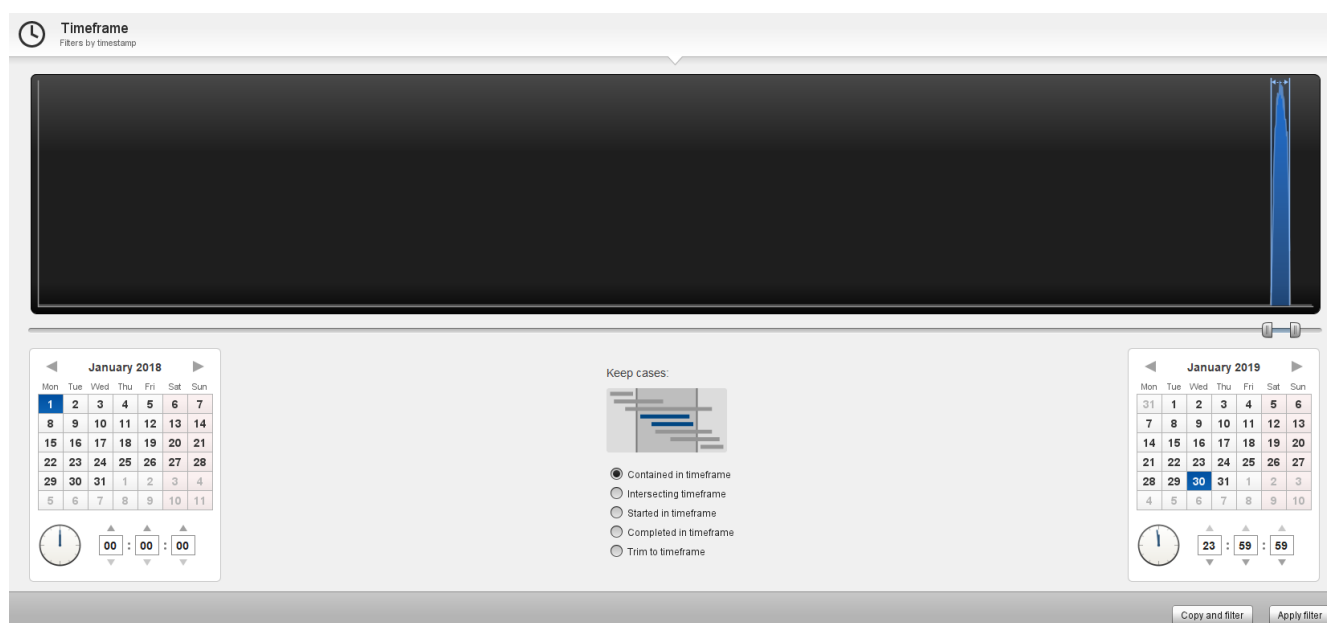 Timeframe
Filters by timestamp
January 2018
Mon Tue Wed Thu Fri Sat Sun
1 2 3 4 5 6 7
8 9 10 11 12 13 14
15 16 17 18 19 20 21
22 23 24 25 26 27 28
29 30 31 1 2 3 4
5 6 7 8 9 10 11
00 : 00 : 00
Keep cases:
Contained in timeframe
Intersecting timeframe
Started in timeframe
Completed in timeframe
Trim to timeframe
January 2019
Mon Tue Wed Thu Fri Sat Sun
31 1 2 3 4 5 6
7 8 9 10 11 12 13
14 15 16 17 18 19 20
21 22 23 24 25 26 27
28 29 30 31 1 2 3
4 5 6 7 8 9 10
23 : 59 : 59
Copy and filter
Apply filter